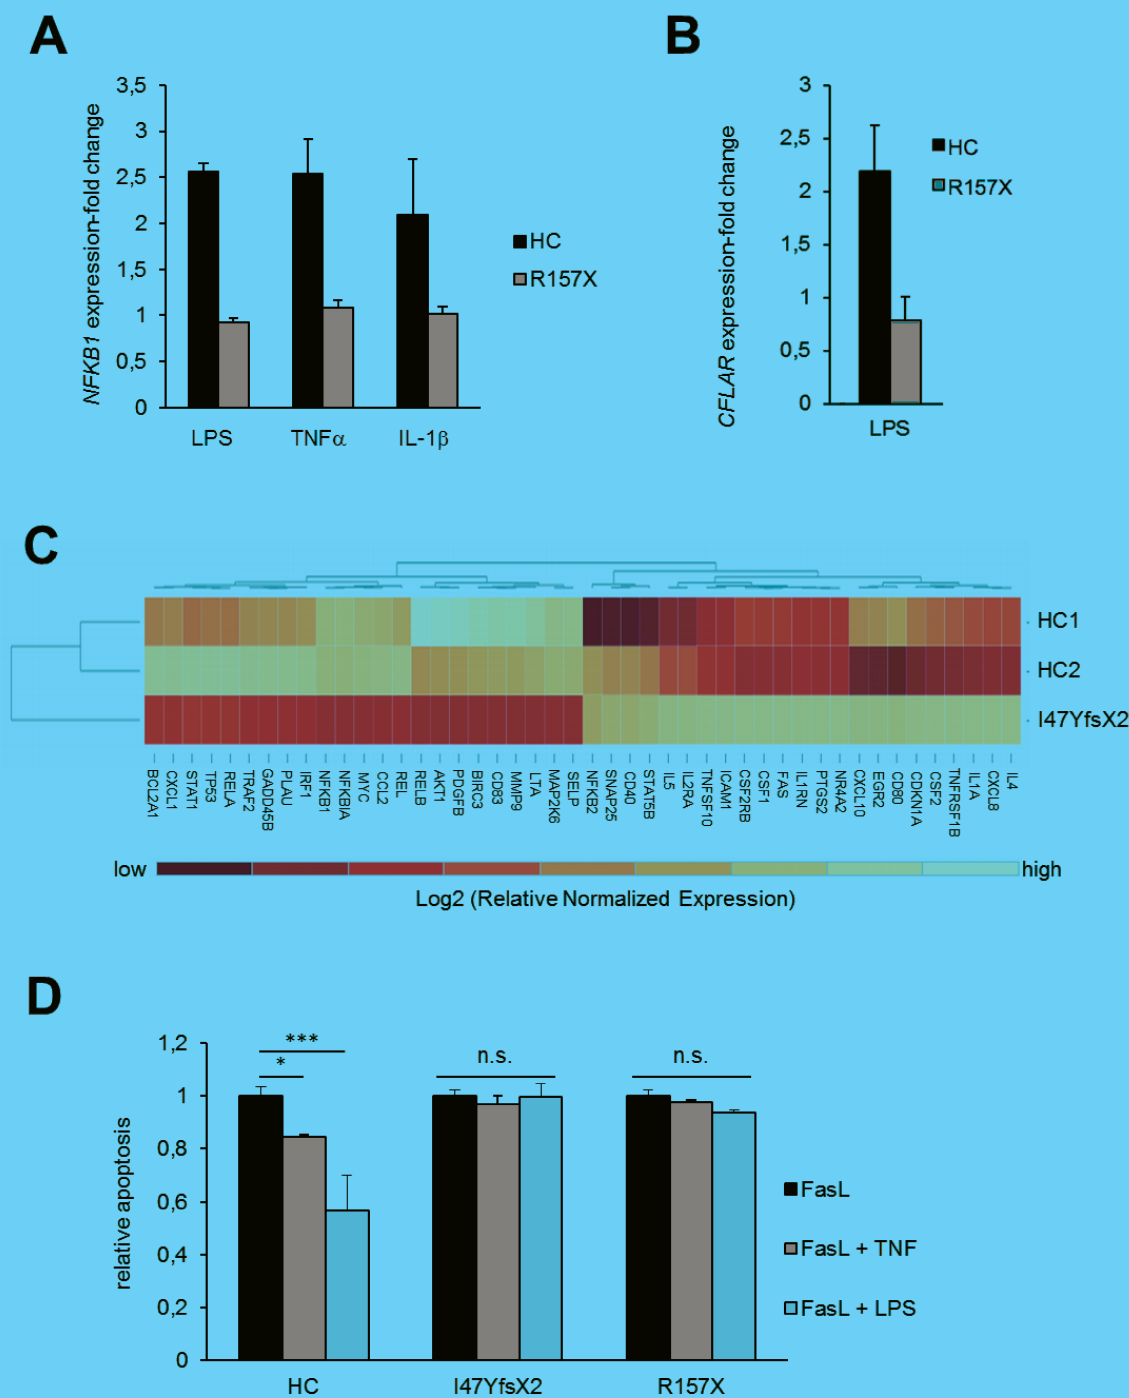 A
B
3,5
3
2,5
2
1,5
1
0,5
0
NFKB1 expression-fold change
LPS
TNFα
IL-1β
HC
R157X
3
2,5
2
1,5
1
0,5
0
CFLAR expression-fold change
LPS
HC
R157X
C
HC1
HC2
I47YfsX2
BCL2A1
CXCL1
STAT1
TP53
RELA
TRAF2
GADD45B
PLAU
IRF1
NFKB1
NFKBIA
MYC
CCL2
REL
RELB
AKT1
PDGFB
BIRC3
CD83
MMP9
LTA
MAP2K6
SELP
NFKB2
SNAP25
CD40
STAT5B
IL5
IL2RA
TNFSF10
ICAM1
CSF2RB
CSF1
FAS
IL1RN
PTGS2
NR4A2
CXCL10
EGR2
CD80
CDKN1A
CSF2
TNFRSF1B
IL1A
CXCL8
IL4
low
high
Log2 (Relative Normalized Expression)
D
1,2
1
0,8
0,6
0,4
0,2
0
relative apoptosis
***
*
n.s.
n.s.
HC
I47YfsX2
R157X
FasL
FasL + TNF
FasL + LPS